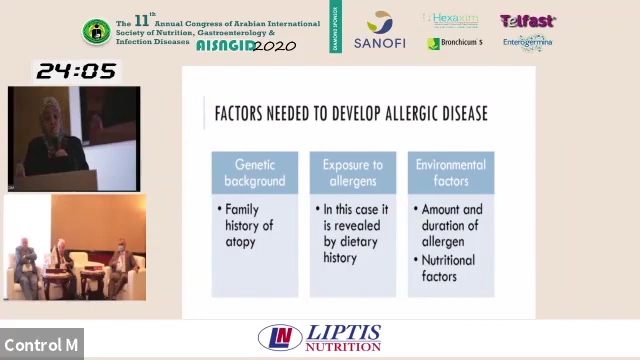 The 11th Annual Congress of Arabian International
Society of Nutrition, Gastroenterology &
Infection Diseases AISNGID2020
DIAMOND SPONSOR
SANOFI
Hexaxim
Telfast
Bronchicum S
Enterogermina
24:05
FACTORS NEEDED TO DEVELOP ALLERGIC DISEASE
Genetic
background
• Family
history of
atopy
Exposure to
allergens
• In this case it
is revealed
by dietary
history
Environmental
factors
• Amount and
duration of
allergen
• Nutritional
factors
Control M
LN
LIPTIS
NUTRITION